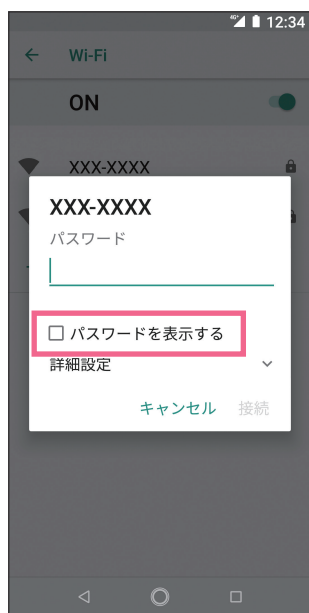 4G 12:34
Wi-Fi
ON
XXX-XXXX
XXX-XXXX
パスワード
パスワードを表示する
詳細設定
キャンセル 接続